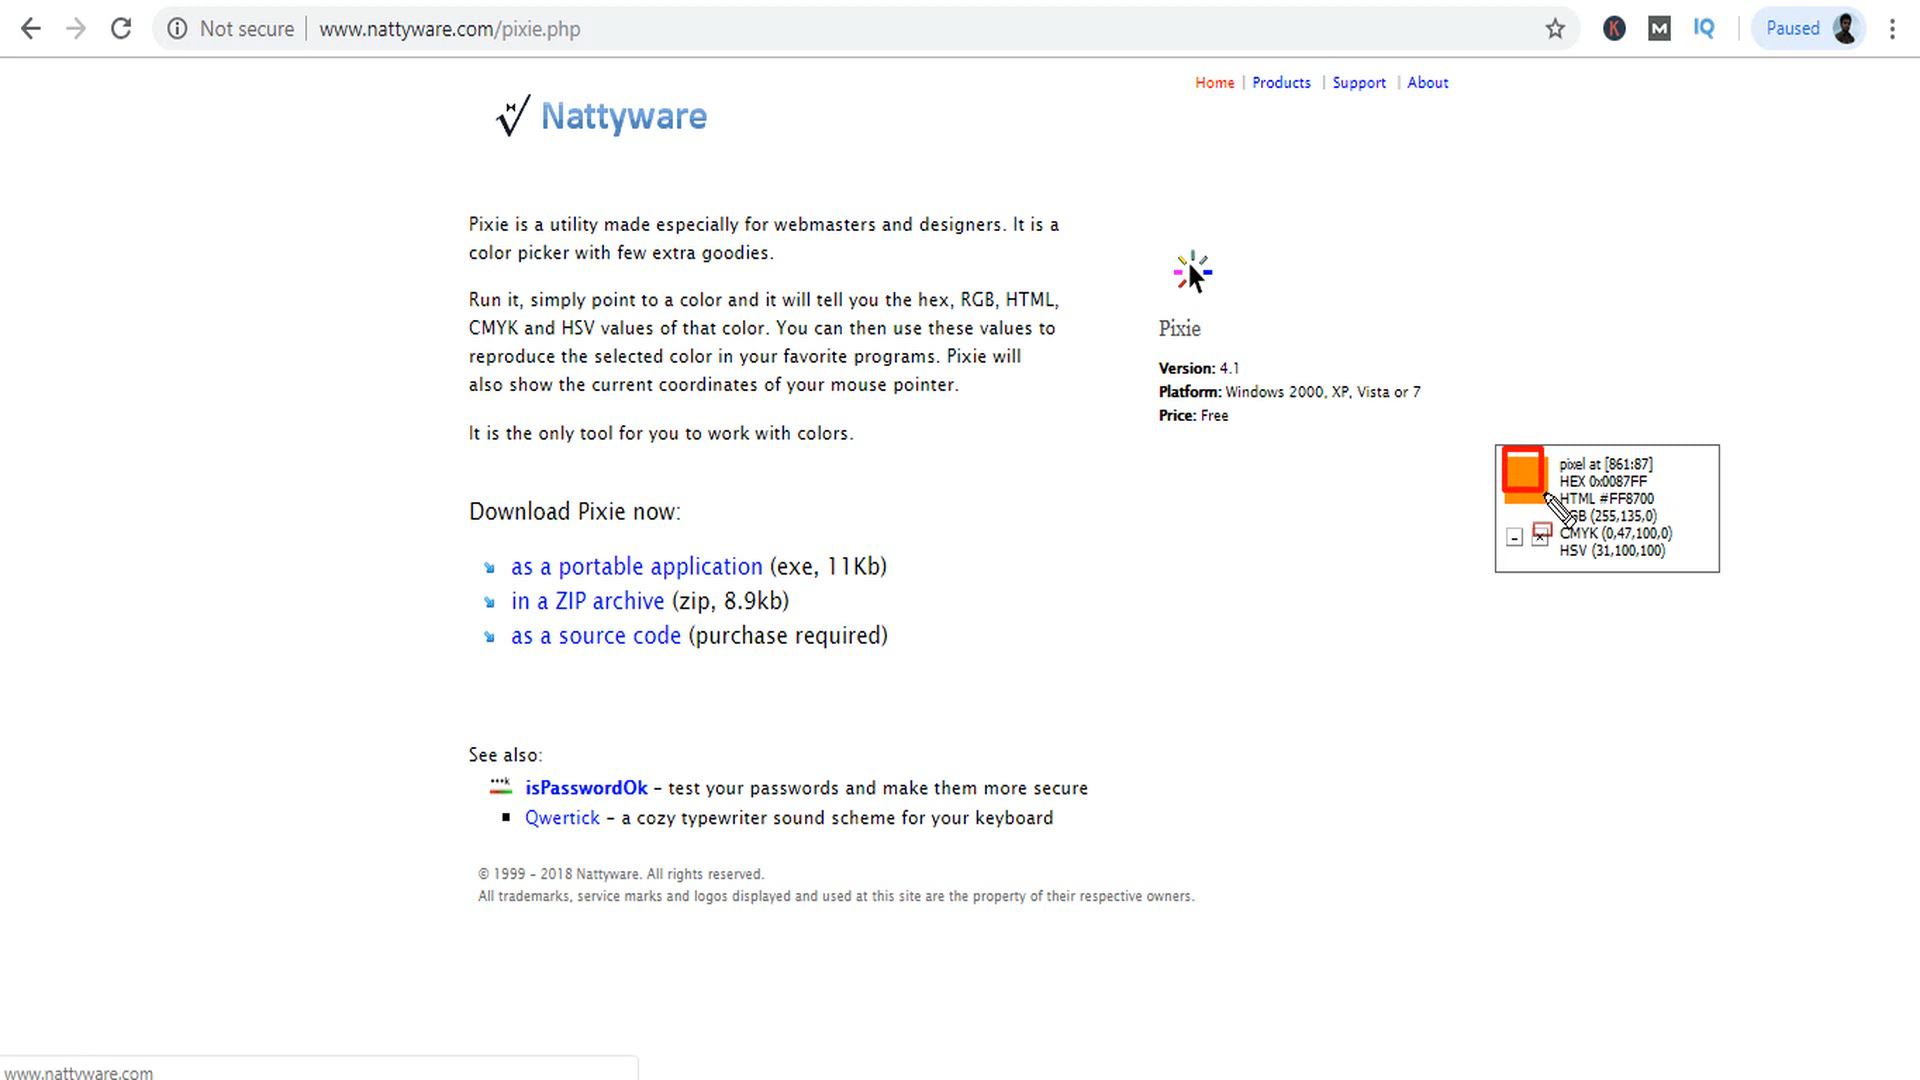 Not secure | www.nattyware.com/pixie.php
K
M
IQ
Paused
Home | Products | Support | About
Nattyware
Pixie is a utility made especially for webmasters and designers. It is a
color picker with few extra goodies.
Run it, simply point to a color and it will tell you the hex, RGB, HTML,
CMYK and HSV values of that color. You can then use these values to
reproduce the selected color in your favorite programs. Pixie will
also show the current coordinates of your mouse pointer.
It is the only tool for you to work with colors.
Pixie
Version: 4.1
Platform: Windows 2000, XP, Vista or 7
Price: Free
pixel at [861:87]
HEX 0x0087FF
HTML #FF8700
(255,135,0)
CMYK (0,47,100,0)
HSV (31,100,100)
Download Pixie now:
as a portable application (exe, 11Kb)
in a ZIP archive (zip, 8.9kb)
as a source code (purchase required)
See also:
isPasswordOk – test your passwords and make them more secure
Qwertick – a cozy typewriter sound scheme for your keyboard
© 1999 – 2018 Nattyware. All rights reserved.
All trademarks, service marks and logos displayed and used at this site are the property of their respective owners.
www.nattyware.com